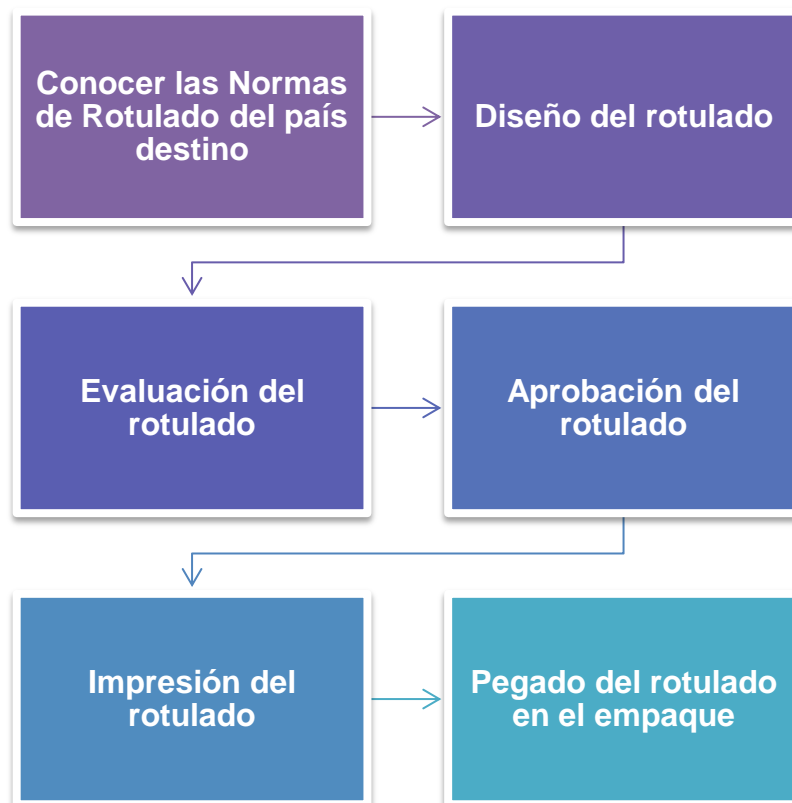 Conocer las Normas
de Rotulado del país
destino
Diseño del rotulado
Evaluación del
rotulado
Aprobación del
rotulado
Impresión del
rotulado
Pegado del rotulado
en el empaque